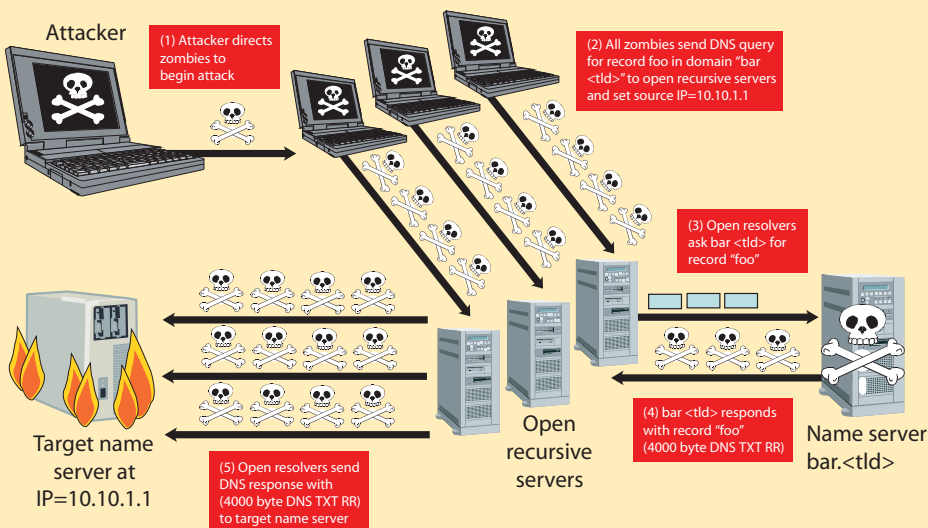 Attacker
(1) Attacker directs
zombies to
begin attack
(2) All zombies send DNS query
for record foo in domain “bar
<tld>” to open recursive servers
and set source IP=10.10.1.1
(3) Open resolvers
ask bar <tld> for
record “foo”
(4) bar <tld> responds
with record “foo”
(4000 byte DNS TXT RR)
Name server
bar.<tld>
Open
recursive
servers
Target name
server at
IP=10.10.1.1
(5) Open resolvers send
DNS response with
(4000 byte DNS TXT RR)
to target name server